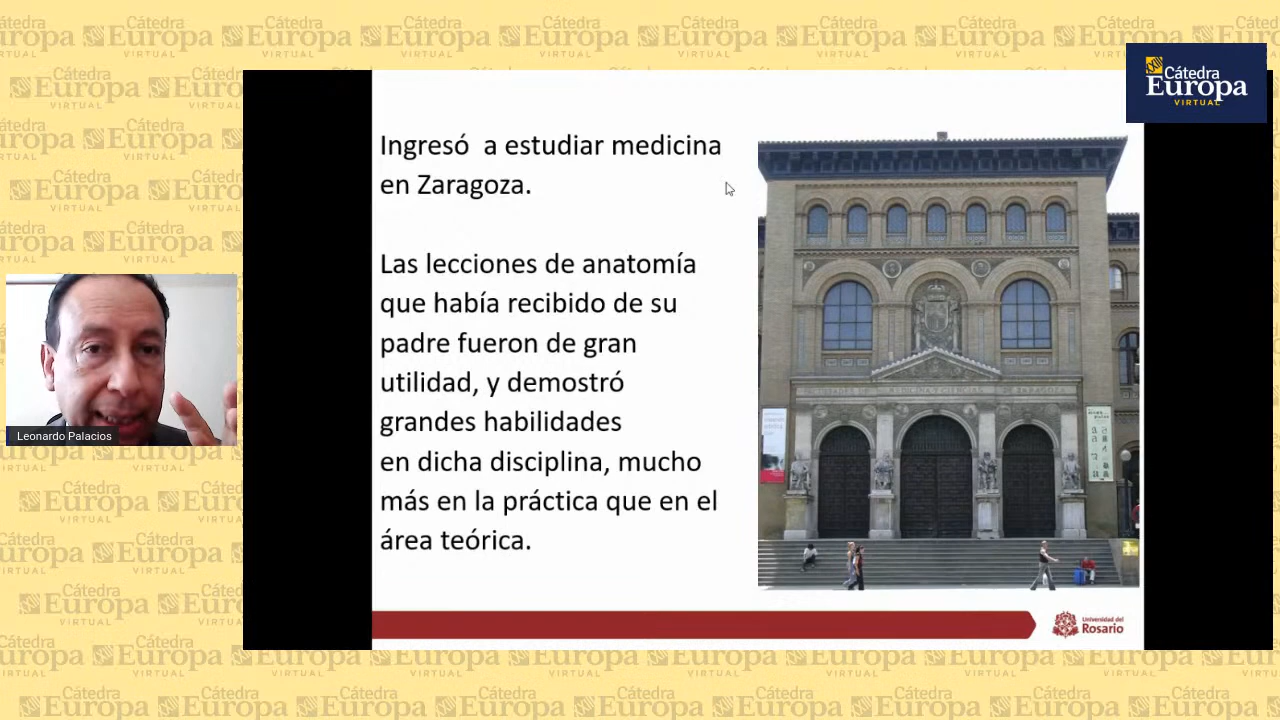 Cátedra
Europa
VIRTUAL
Ingresó a estudiar medicina
en Zaragoza.
Las lecciones de anatomía
que había recibido de su
padre fueron de gran
utilidad, y demostró
grandes habilidades
en dicha disciplina, mucho
más en la práctica que en el
área teórica.
Leonardo Palacios
Universidad del
Rosario